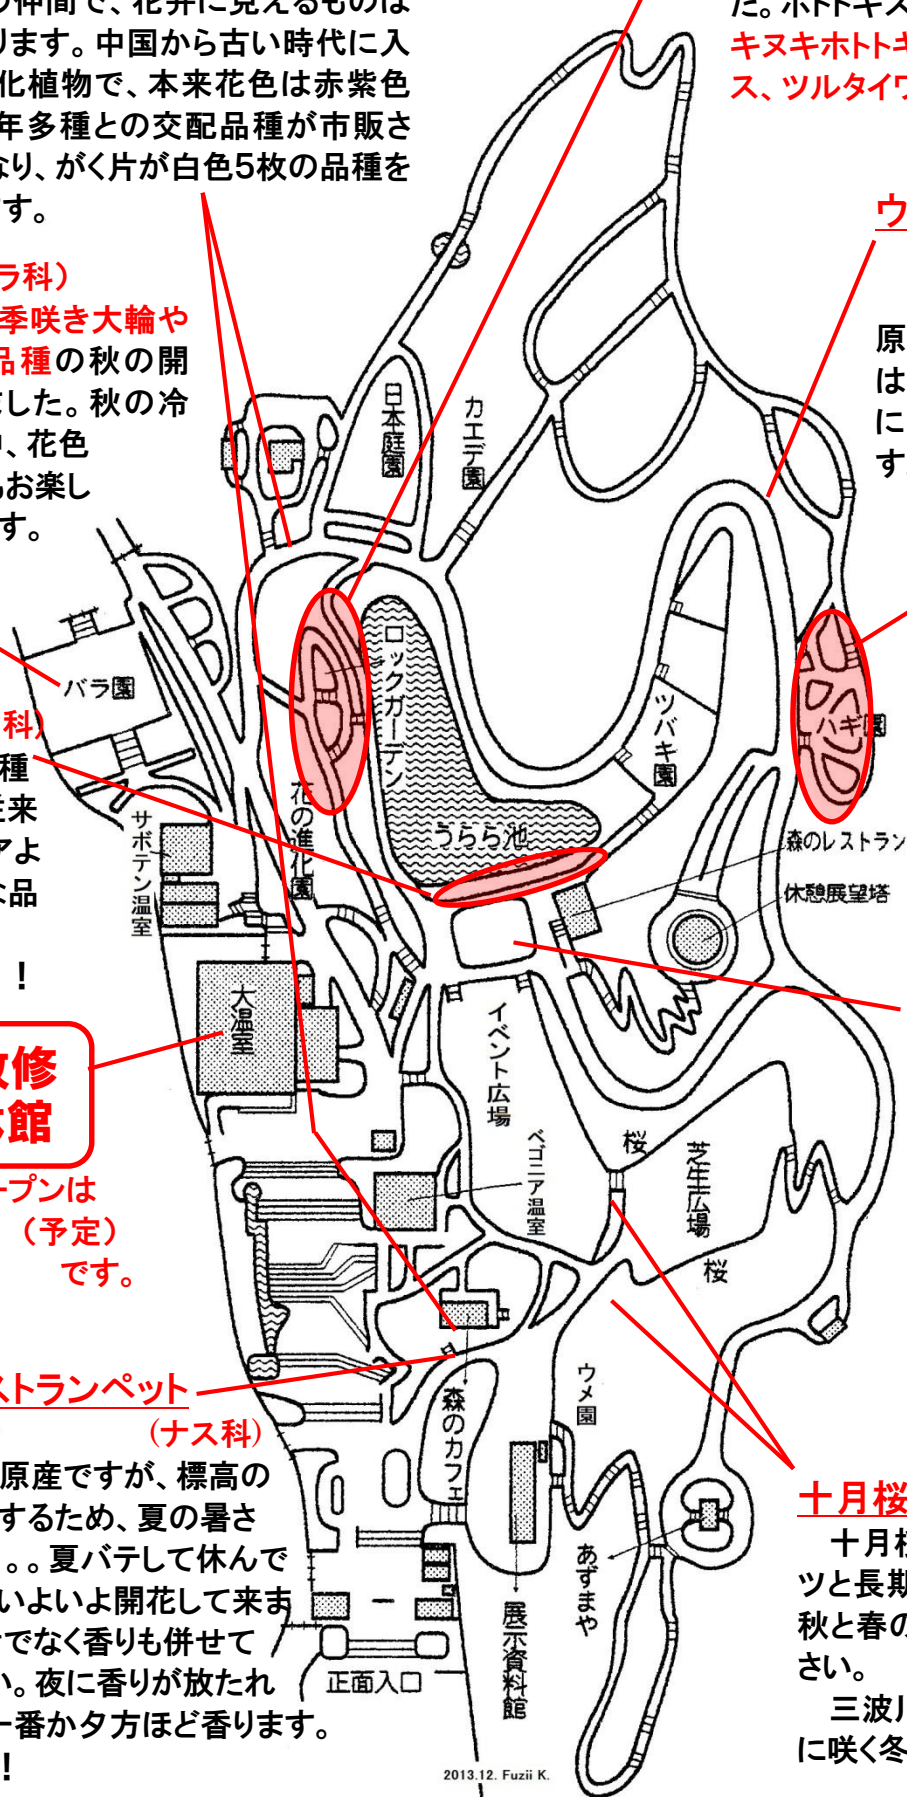 の仲間で、花弁に見えるものは
ります。中国から古い時代に入
化植物で、本来花色は赤紫色
年多種との交配品種が市販さ
なり、がく片が白色5枚の品種を
す。
た。ホトトギス
キヌキホトトギ
ス、ツルタイワ
ウ
ラ科）
季咲き大輪や
品種の秋の開
ました。秋の冷
、花色
お楽し
す。
原
は
に
す
日本庭園
カエデ園
ロックガーデン
ツバキ園
ハギ園
バラ園
科）
種
来
アよ
な品
！
サボテン温室
花の進化園
うらら池
森のレストラン
休憩展望塔
大温室
イベント広場
改修
休館
ープンは
（予定）
です。
ベゴニア温室
桜
芝生広場
桜
ストランペット
（ナス科）
原産ですが、標高の
するため、夏の暑さ
。。夏バテして休んで
いよいよ開花して来ま
でなく香りも併せて
い。夜に香りが放たれ
一番か夕方ほど香ります。
！
森のカフェ
ウメ園
あずまや
展示資料館
正面入口
十月桜
十月桜
ツと長期
秋と春の
さい。
三波川
に咲く冬
2013.12. Fuzii K.